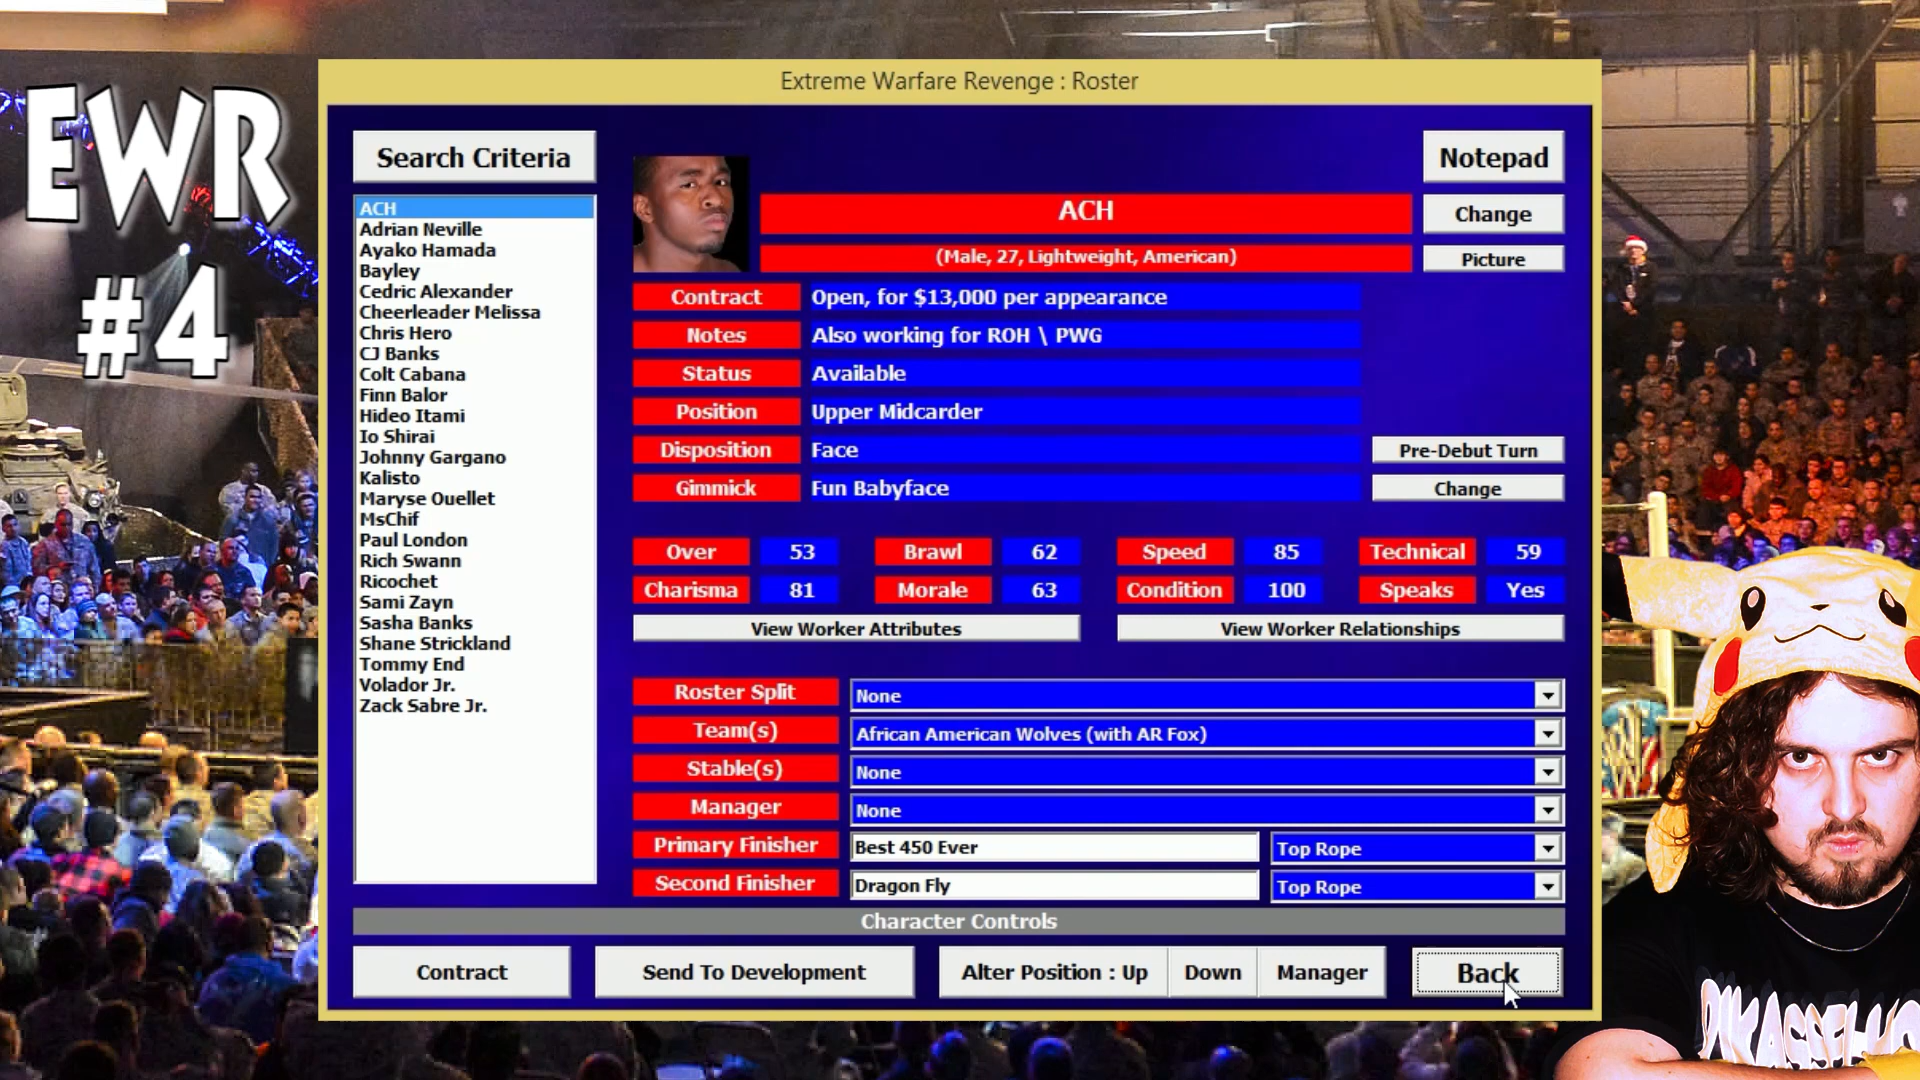 EWR
#4
Extreme Warfare Revenge : Roster
Search Criteria
Notepad
ACH
Change
(Male, 27, Lightweight, American)
Picture
ACH
Adrian Neville
Ayako Hamada
Bayley
Cedric Alexander
Cheerleader Melissa
Chris Hero
CJ Banks
Colt Cabana
Finn Balor
Hideo Itami
Io Shirai
Johnny Gargano
Kalisto
Maryse Ouellet
MsChif
Paul London
Rich Swann
Ricochet
Sami Zayn
Sasha Banks
Shane Strickland
Tommy End
Volador Jr.
Zack Sabre Jr.
Contract Open, for $13,000 per appearance
Notes Also working for ROH \ PWG
Status Available
Position Upper Midcarder
Disposition Face Pre-Debut Turn
Gimmick Fun Babyface Change
Over 53 Brawl 62 Speed 85 Technical 59
Charisma 81 Morale 63 Condition 100 Speaks Yes
View Worker Attributes View Worker Relationships
Roster Split None
Team(s) African American Wolves (with AR Fox)
Stable(s) None
Manager None
Primary Finisher Best 450 Ever Top Rope
Second Finisher Dragon Fly Top Rope
Character Controls
Contract Send To Development Alter Position : Up Down Manager Back